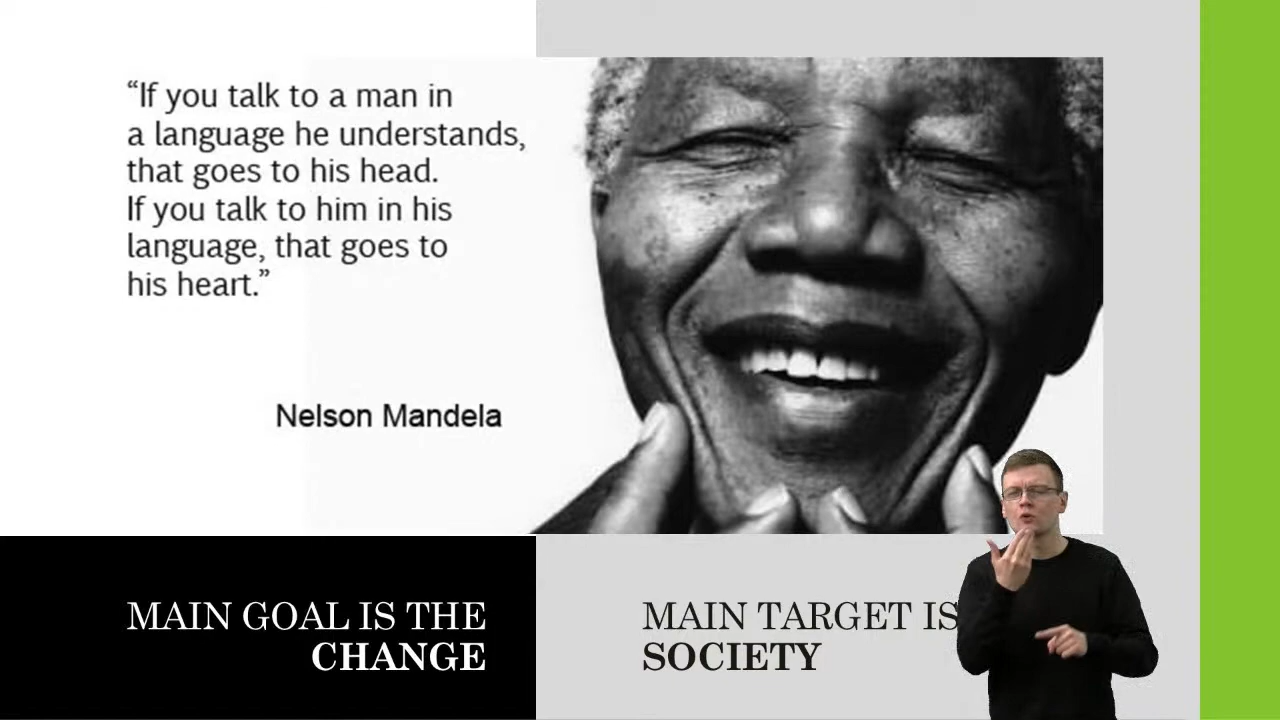 “If you talk to a man in
a language he understands,
that goes to his head.
If you talk to him in his
language, that goes to
his heart.”
Nelson Mandela
MAIN GOAL IS THE
CHANGE
MAIN TARGET IS
SOCIETY